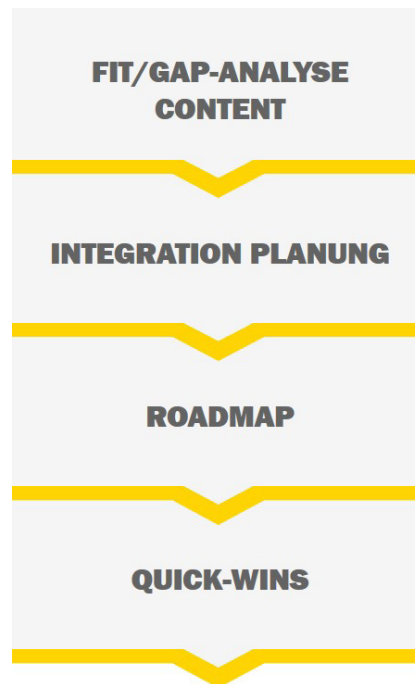 FIT/GAP-ANALYSE
CONTENT
INTEGRATION PLANUNG
ROADMAP
QUICK-WINS